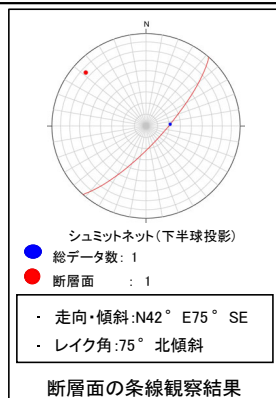 N
シュミットネット(下半球投影)
総データ数: 1
断層面 : 1
- 走向・傾斜:N42° E75° SE
- レイク角:75° 北傾斜
断層面の条線観察結果